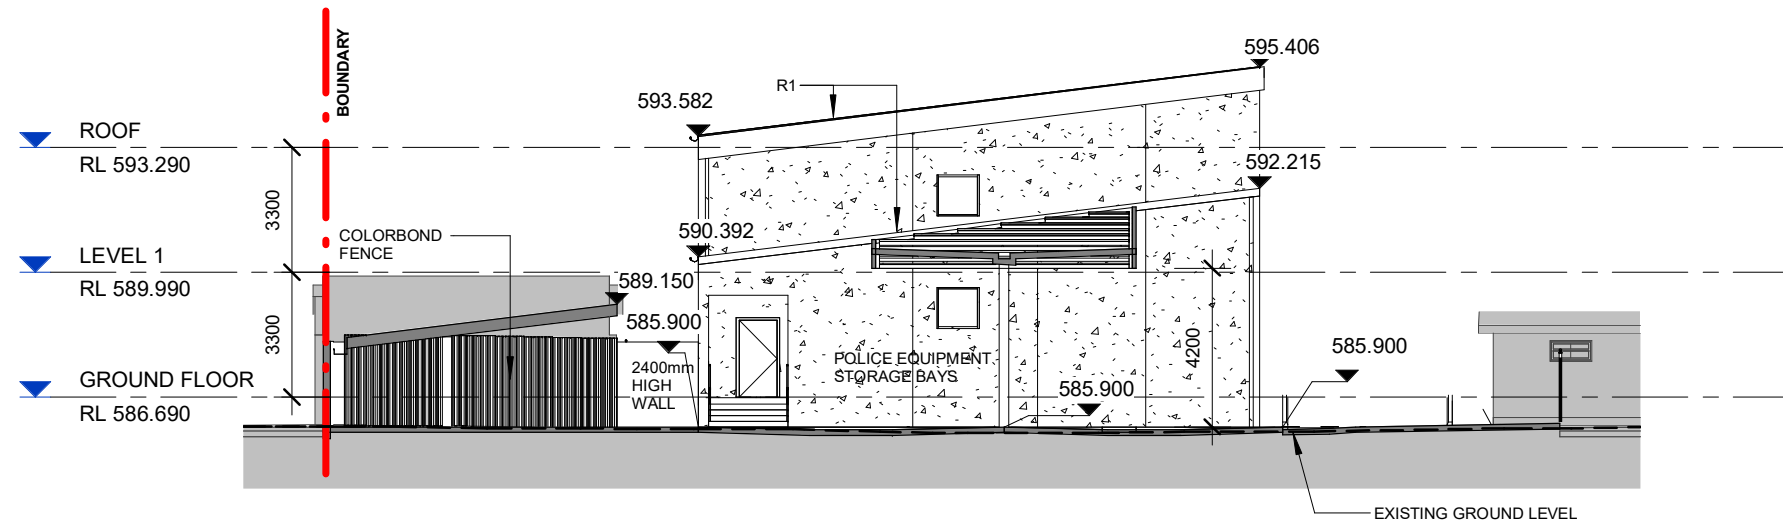 BOUNDARY
595.406
R1
593.582
ROOF
RL 593.290
592.215
3300
COLORBOND
FENCE
590.392
LEVEL 1
RL 589.990
589.150
585.900
3300
4200
585.900
2400mm
HIGH
WALL
POLICE EQUIPMENT
STORAGE BAYS
585.900
GROUND FLOOR
RL 586.690
EXISTING GROUND LEVEL